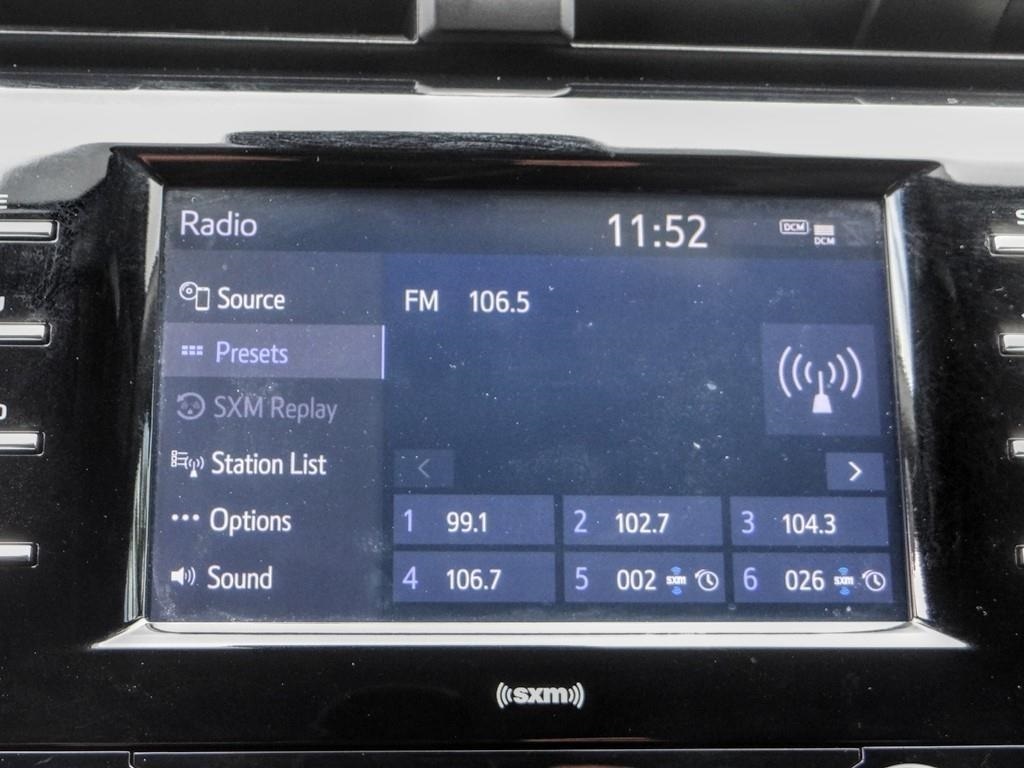 Radio 11:52 DCM DCM
Source
FM 106.5
Presets
SXM Replay
Station List
Options
1 99.1 2 102.7 3 104.3
Sound
4 106.7 5 002 sxm 6 026 sxm
sxm